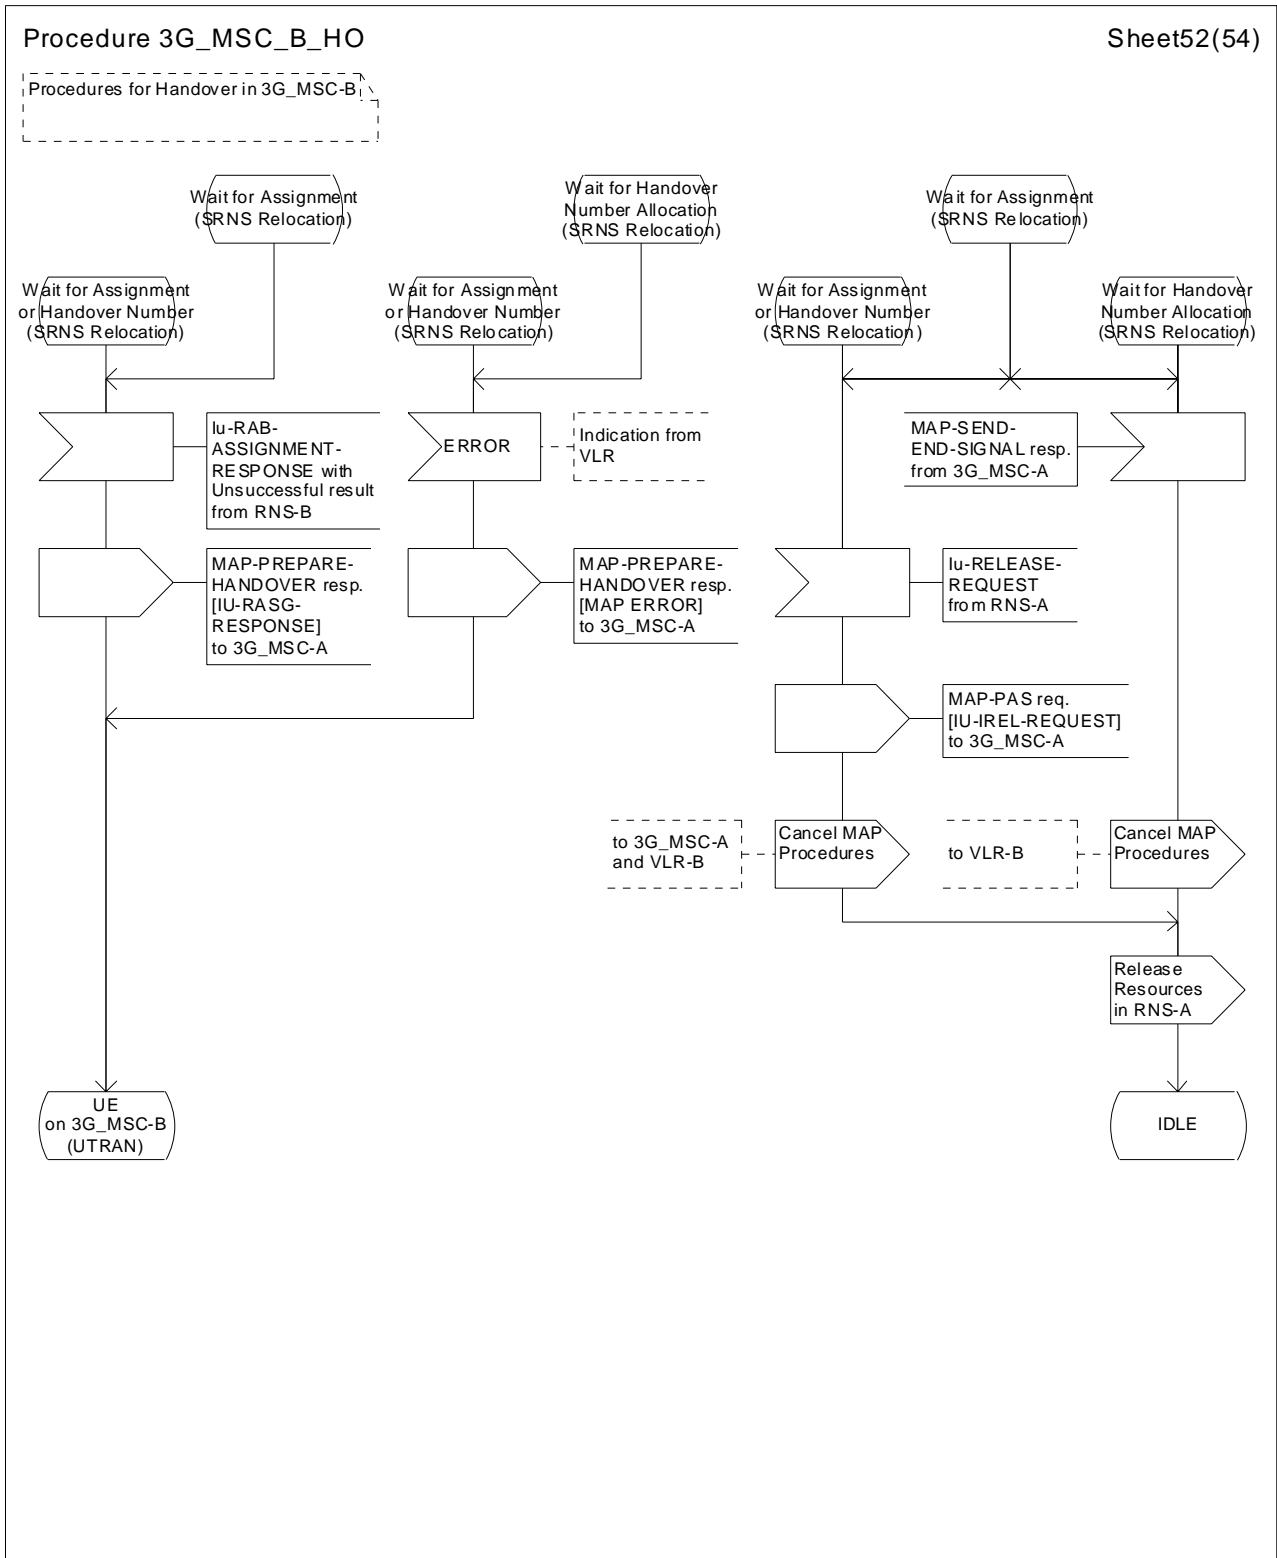 Procedure 3G_MSC_B_HO
Sheet52(54)
Procedures for Handover in 3G_MSC-B
Wait for Assignment
(SRNS Relocation)
Wait for Handover
Number Allocation
(SRNS Relocation)
Wait for Assignment
(SRNS Relocation)
Wait for Assignment
or Handover Number
(SRNS Relocation)
Wait for Assignment
or Handover Number
(SRNS Relocation)
Wait for Assignment
or Handover Number
(SRNS Relocation)
Wait for Handover
Number Allocation
(SRNS Relocation)
Iu-RAB-
ASSIGNMENT-
RESPONSE with
Unsuccessful result
from RNS-B
ERROR
Indication from
VLR
MAP-SEND-
END-SIGNAL resp.
from 3G_MSC-A
MAP-PREPARE-
HANDOVER resp.
[IU-RASG-
RESPONSE]
to 3G_MSC-A
MAP-PREPARE-
HANDOVER resp.
[MAP ERROR]
to 3G_MSC-A
Iu-RELEASE-
REQUEST
from RNS-A
MAP-PAS req.
[IU-IREL-REQUEST]
to 3G_MSC-A
to 3G_MSC-A
and VLR-B
Cancel MAP
Procedures
to VLR-B
Cancel MAP
Procedures
Release
Resources
in RNS-A
UE
on 3G_MSC-B
(UTRAN)
IDLE